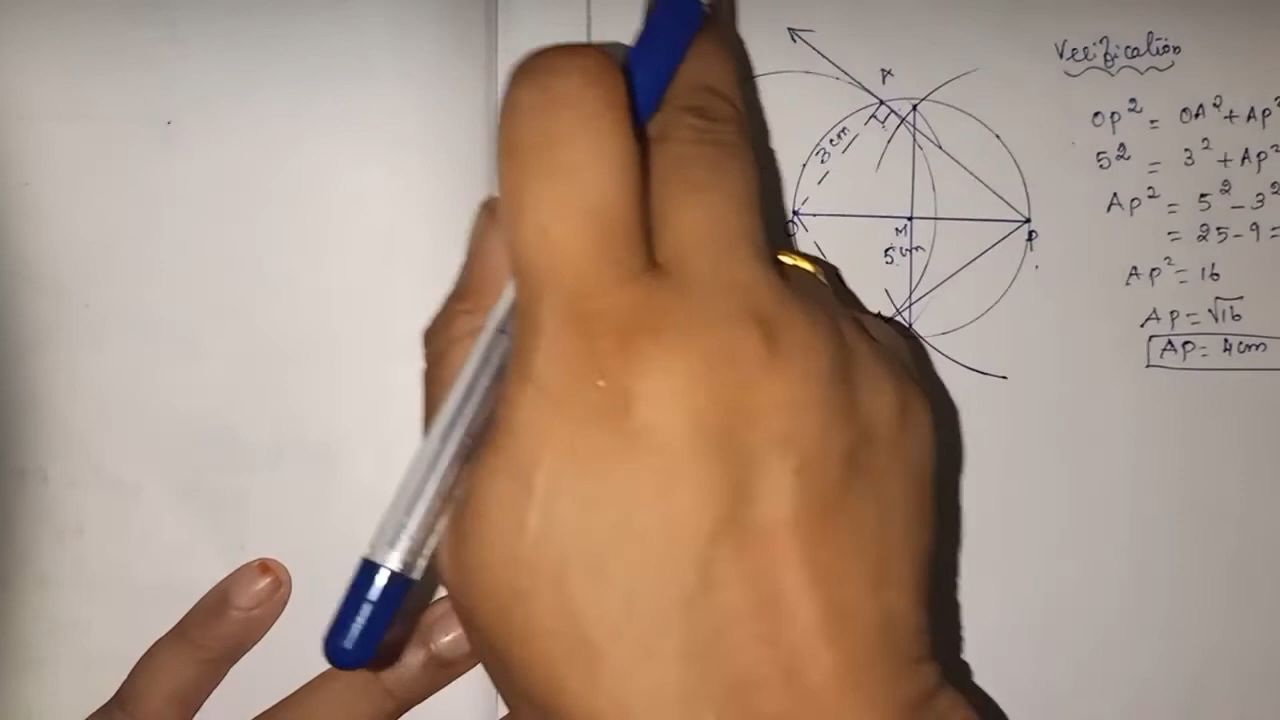 Verification
OP² = OA² + AP²
5² = 3² + AP²
AP² = 5² - 3²
= 25 - 9 =
AP² = 16
AP = √16
AP = 4cm
A
3cm
O
M
P
5cm